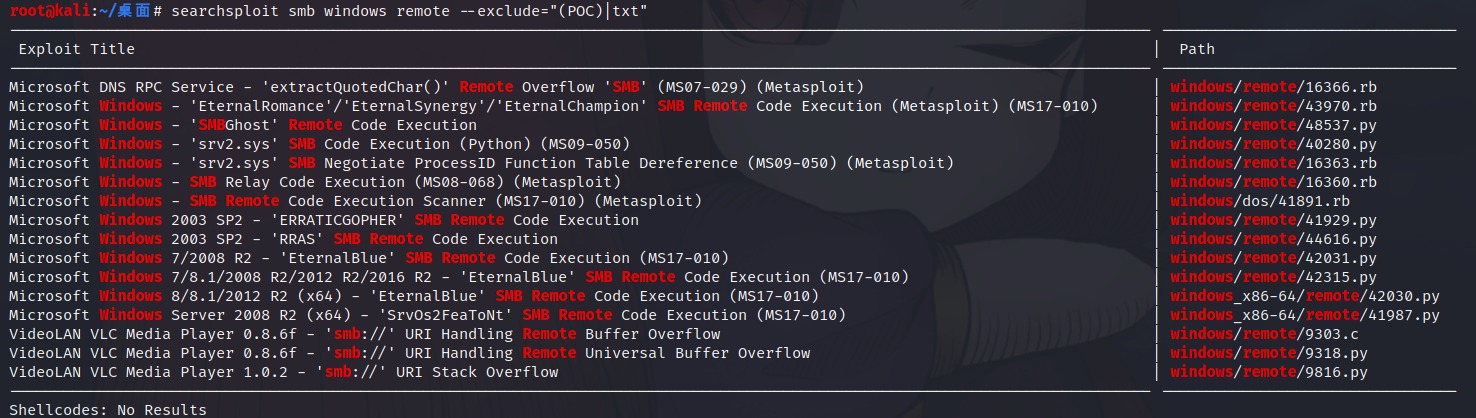 root@kali:~/桌面# searchsploit smb windows remote --exclude="(POC)|txt"
Exploit Title | Path
Microsoft DNS RPC Service - 'extractQuotedChar()' Remote Overflow 'SMB' (MS07-029) (Metasploit) | windows/remote/16366.rb
Microsoft Windows - 'EternalRomance'/'EternalSynergy'/'EternalChampion' SMB Remote Code Execution (Metasploit) (MS17-010) | windows/remote/43970.rb
Microsoft Windows - 'SMBGhost' Remote Code Execution | windows/remote/48537.py
Microsoft Windows - 'srv2.sys' SMB Code Execution (Python) (MS09-050) | windows/remote/40280.py
Microsoft Windows - 'srv2.sys' SMB Negotiate ProcessID Function Table Dereference (MS09-050) (Metasploit) | windows/remote/16363.rb
Microsoft Windows - SMB Relay Code Execution (MS08-068) (Metasploit) | windows/remote/16360.rb
Microsoft Windows - SMB Remote Code Execution Scanner (MS17-010) (Metasploit) | windows/dos/41891.rb
Microsoft Windows 2003 SP2 - 'ERRATICGOPHER' SMB Remote Code Execution | windows/remote/41929.py
Microsoft Windows 2003 SP2 - 'RRAS' SMB Remote Code Execution | windows/remote/44616.py
Microsoft Windows 7/2008 R2 - 'EternalBlue' SMB Remote Code Execution (MS17-010) | windows/remote/42031.py
Microsoft Windows 7/8.1/2008 R2/2012 R2/2016 R2 - 'EternalBlue' SMB Remote Code Execution (MS17-010) | windows/remote/42315.py
Microsoft Windows 8/8.1/2012 R2 (x64) - 'EternalBlue' SMB Remote Code Execution (MS17-010) | windows_x86-64/remote/42030.py
Microsoft Windows Server 2008 R2 (x64) - 'SrvOs2FeaToNt' SMB Remote Code Execution (MS17-010) | windows_x86-64/remote/41987.py
VideoLAN VLC Media Player 0.8.6f - 'smb://' URI Handling Remote Buffer Overflow | windows/remote/9303.c
VideoLAN VLC Media Player 0.8.6f - 'smb://' URI Handling Remote Universal Buffer Overflow | windows/remote/9318.py
VideoLAN VLC Media Player 1.0.2 - 'smb://' URI Stack Overflow | windows/remote/9816.py
Shellcodes: No Results